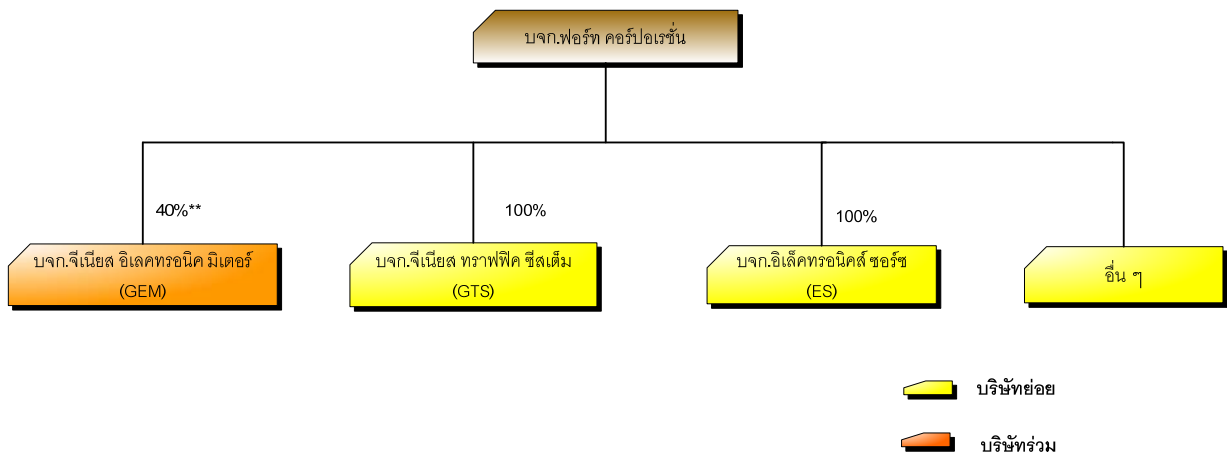 บจก.ฟอร์ท คอร์ปอเรชั่น
40%**
100%
100%
บจก.จีเนียส อิเลคทรอนิค มิเตอร์
(GEM)
บจก.จีเนียส ทราฟฟิค ซีสเต็ม
(GTS)
บจก.อิเล็คทรอนิคส์ ซอร์ซ
(ES)
อื่น ๆ
บริษัทย่อย
บริษัทร่วม